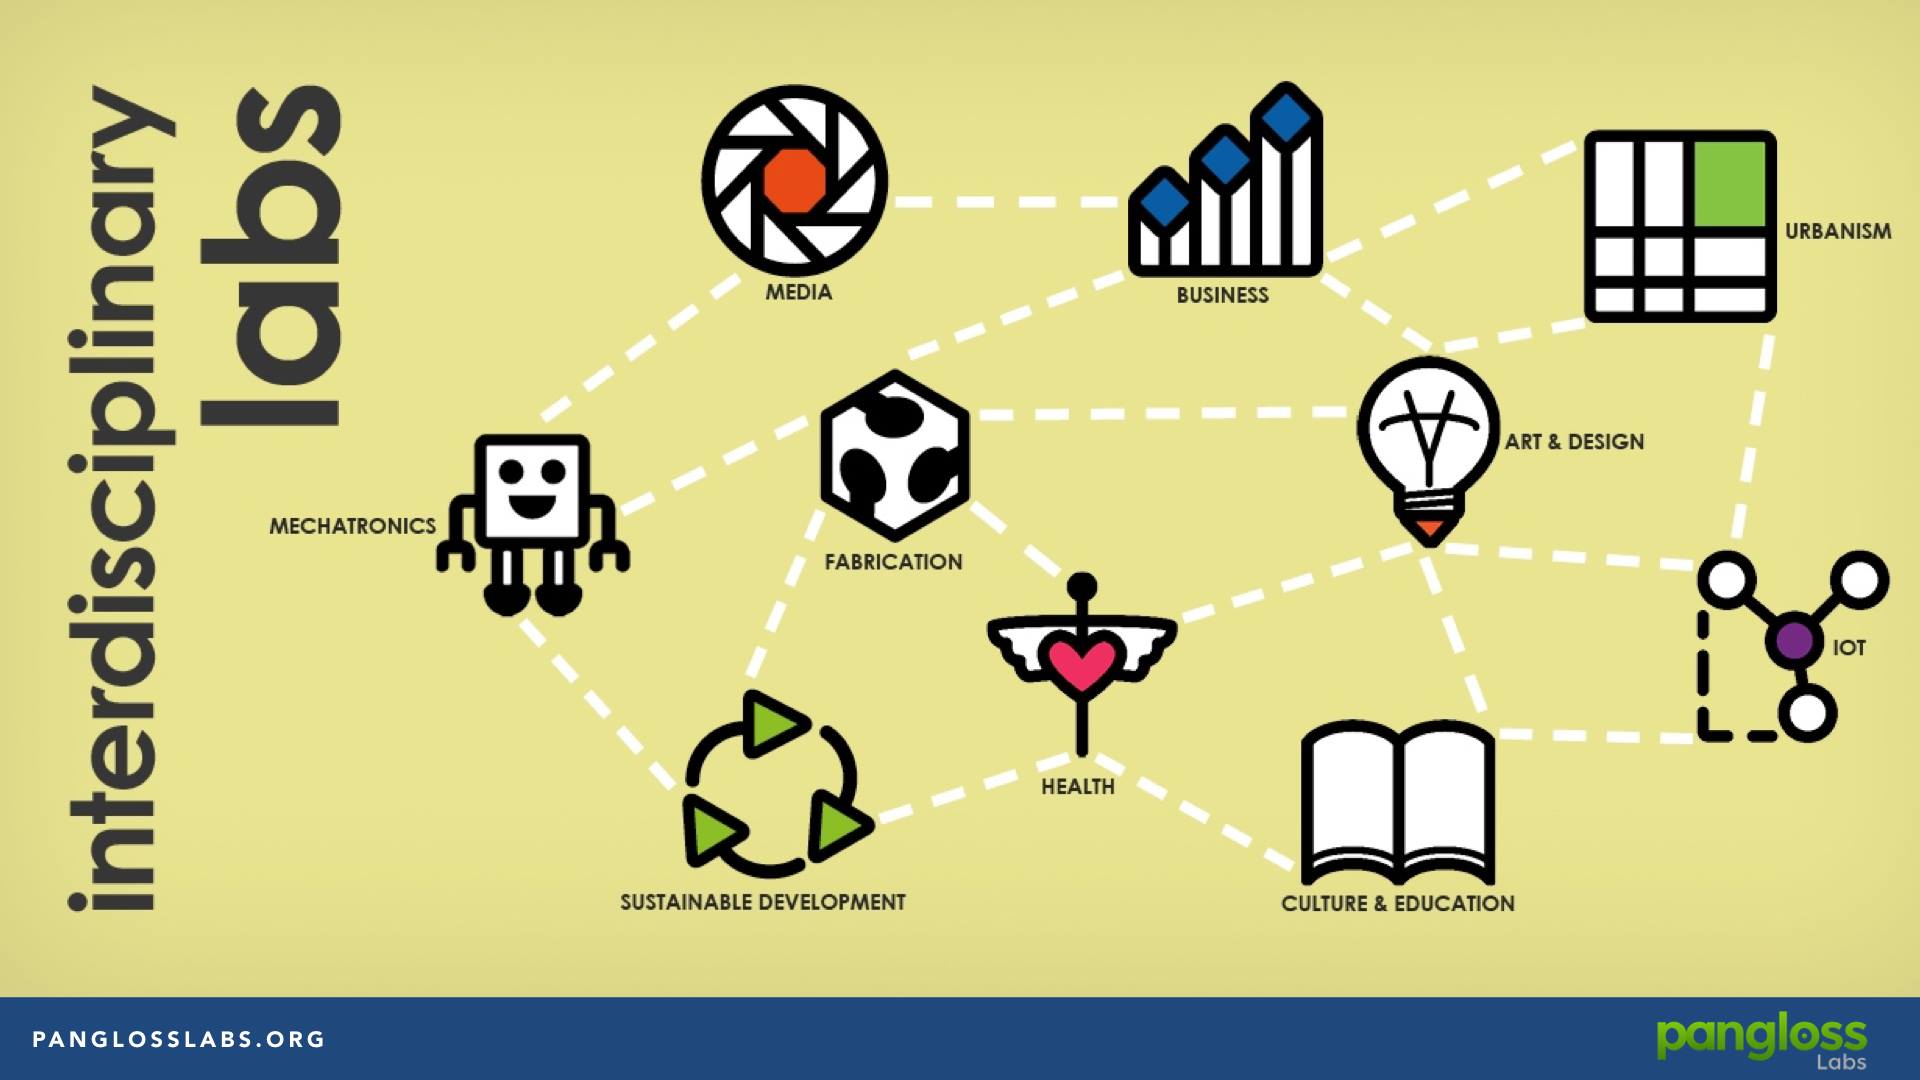 interdisciplinary
labs
MEDIA
BUSINESS
URBANISM
MECHATRONICS
FABRICATION
ART & DESIGN
HEALTH
IOT
SUSTAINABLE DEVELOPMENT
CULTURE & EDUCATION
PANGLOSSLABS.ORG
pangloss
Labs